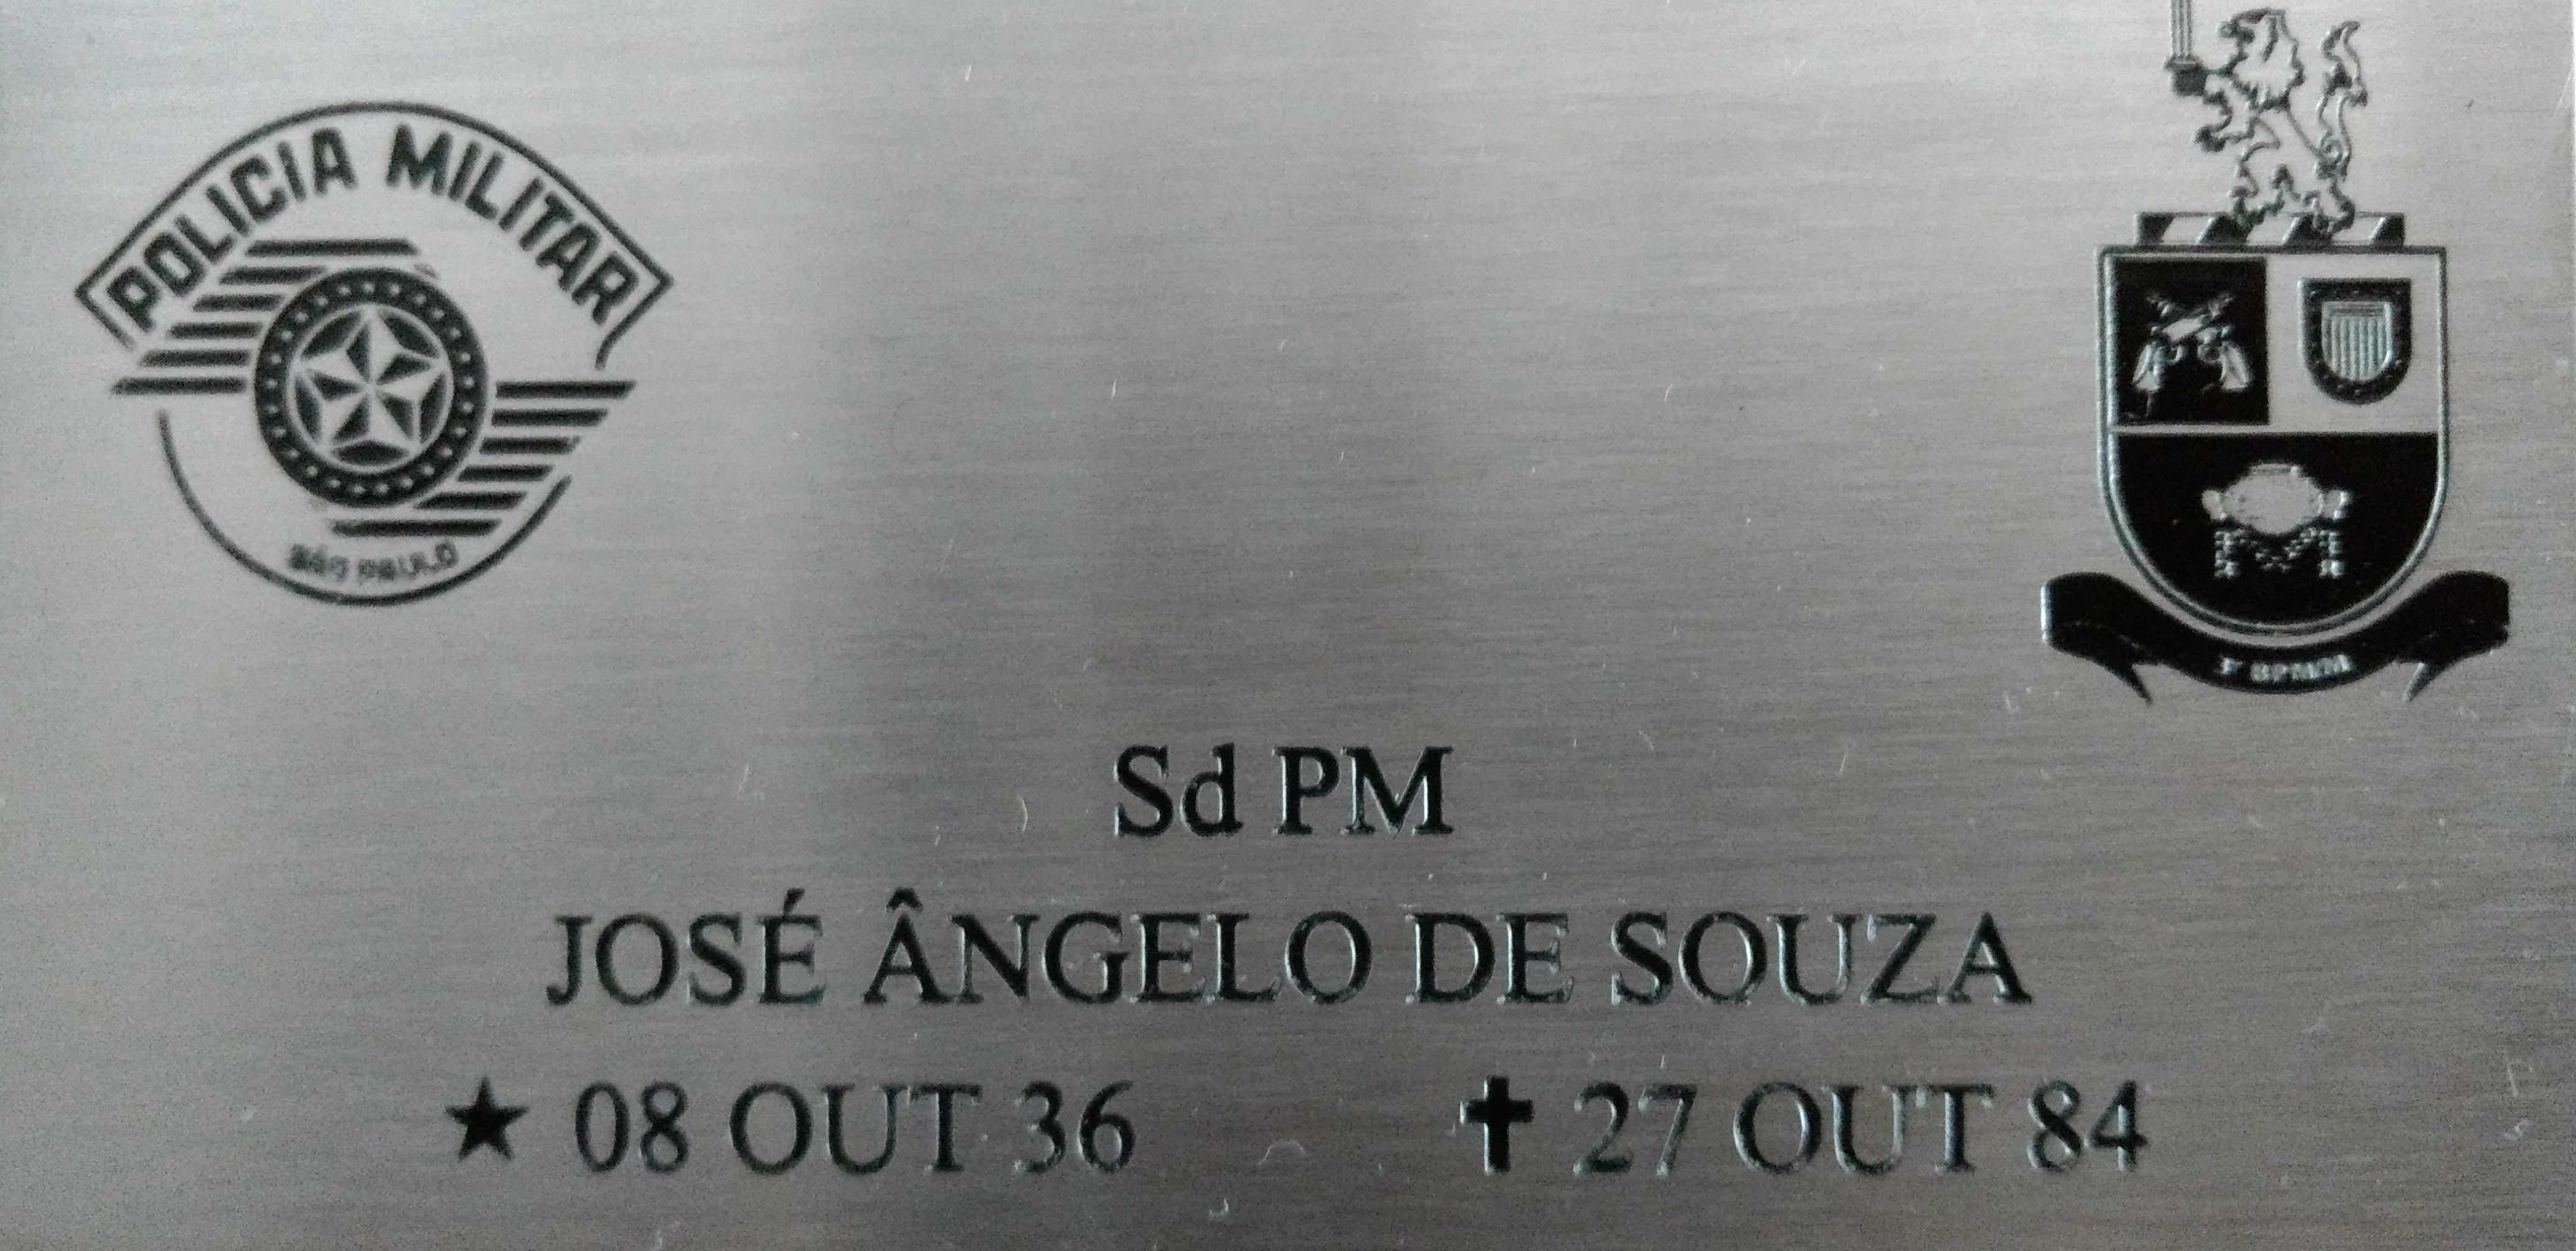 POLICIA MILITAR
SÃO PAULO
Sd PM
JOSÉ ÂNGELO DE SOUZA
★ 08 OUT 36 ✝ 27 OUT 84